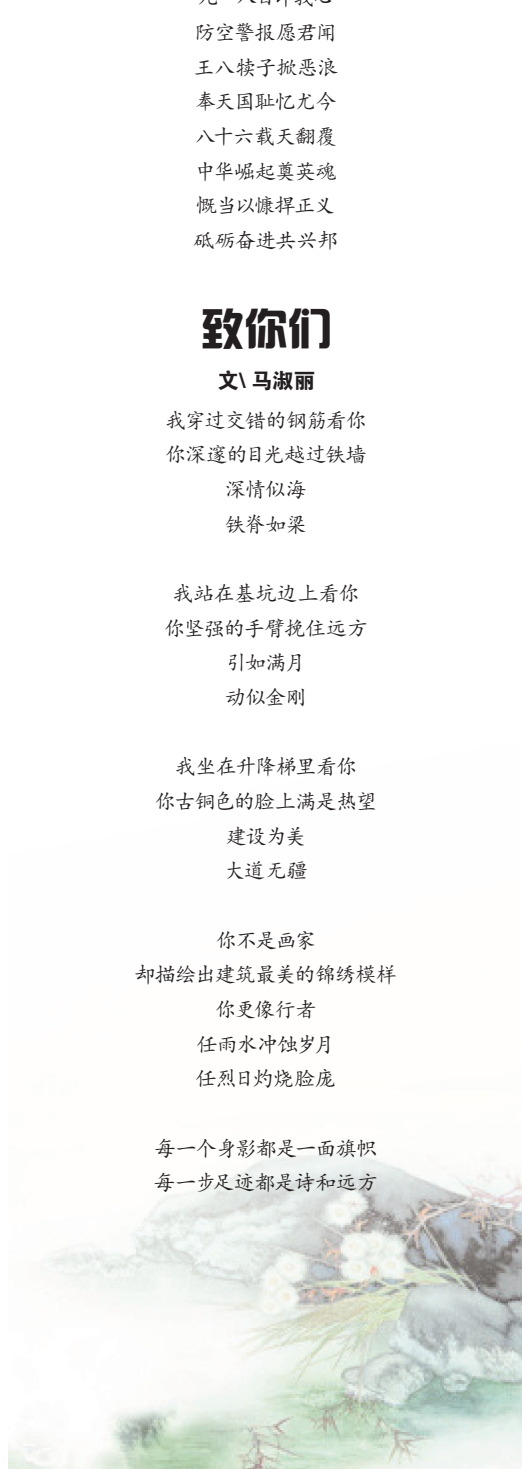 防空警报愿君闻
王八犊子掀恶浪
奉天国耻忆尤今
八十六载天翻覆
中华崛起奠英魂
慨当以慷捍正义
砥砺奋进共兴邦
致你们
文\ 马淑丽
我穿过交错的钢筋看你
你深邃的目光越过铁墙
深情似海
铁脊如梁
我站在基坑边上看你
你坚强的手臂挽住远方
引如满月
动似金刚
我坐在升降梯里看你
你古铜色的脸上满是热望
建设为美
大道无疆
你不是画家
却描绘出建筑最美的锦绣模样
你更像行者
任雨水冲蚀岁月
任烈日灼烧脸庞
每一个身影都是一面旗帜
每一步足迹都是诗和远方